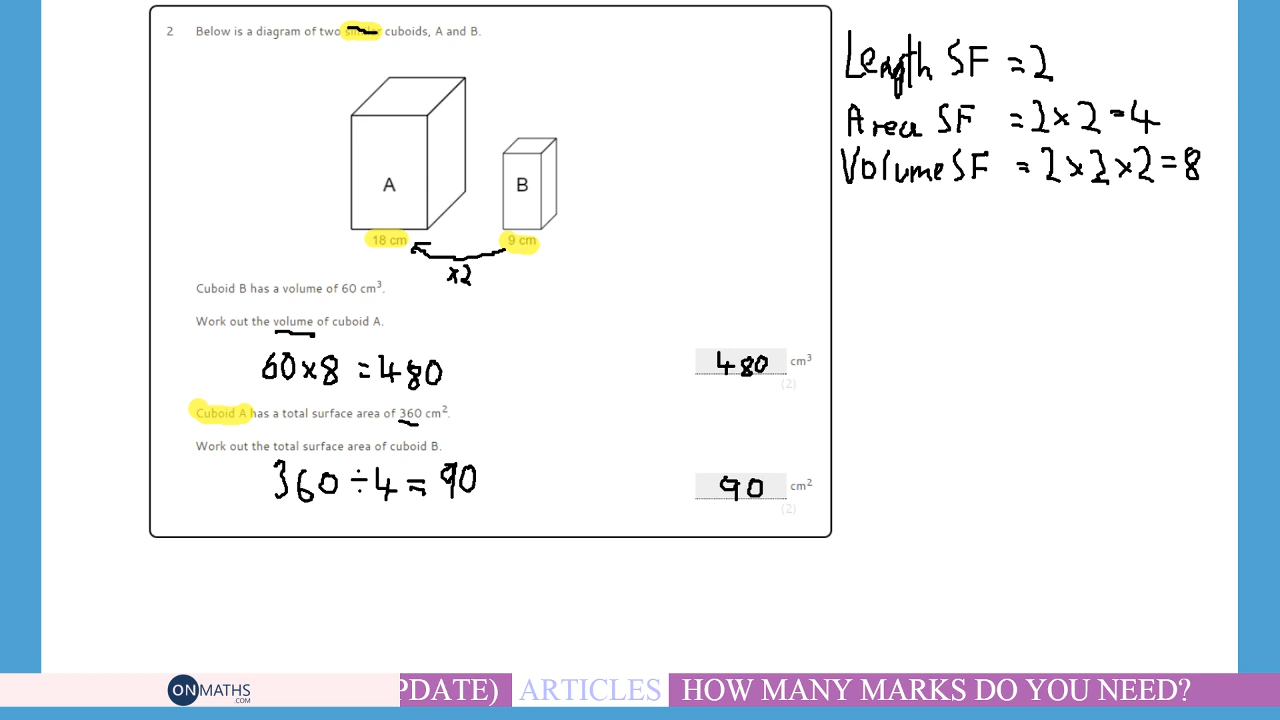 2 Below is a diagram of two similar cuboids, A and B.
A
B
18 cm
9 cm
×2
Cuboid B has a volume of 60 cm³.
Work out the volume of cuboid A.
60×8 = 480
480 cm³
(2)
Cuboid A has a total surface area of 360 cm².
Work out the total surface area of cuboid B.
360 ÷ 4 = 90
90 cm²
(2)
Length SF = 2
Area SF = 2 × 2 = 4
Volume SF = 2 × 2 × 2 = 8
ONMATHS
.COM
PDATE) ARTICLES HOW MANY MARKS DO YOU NEED?